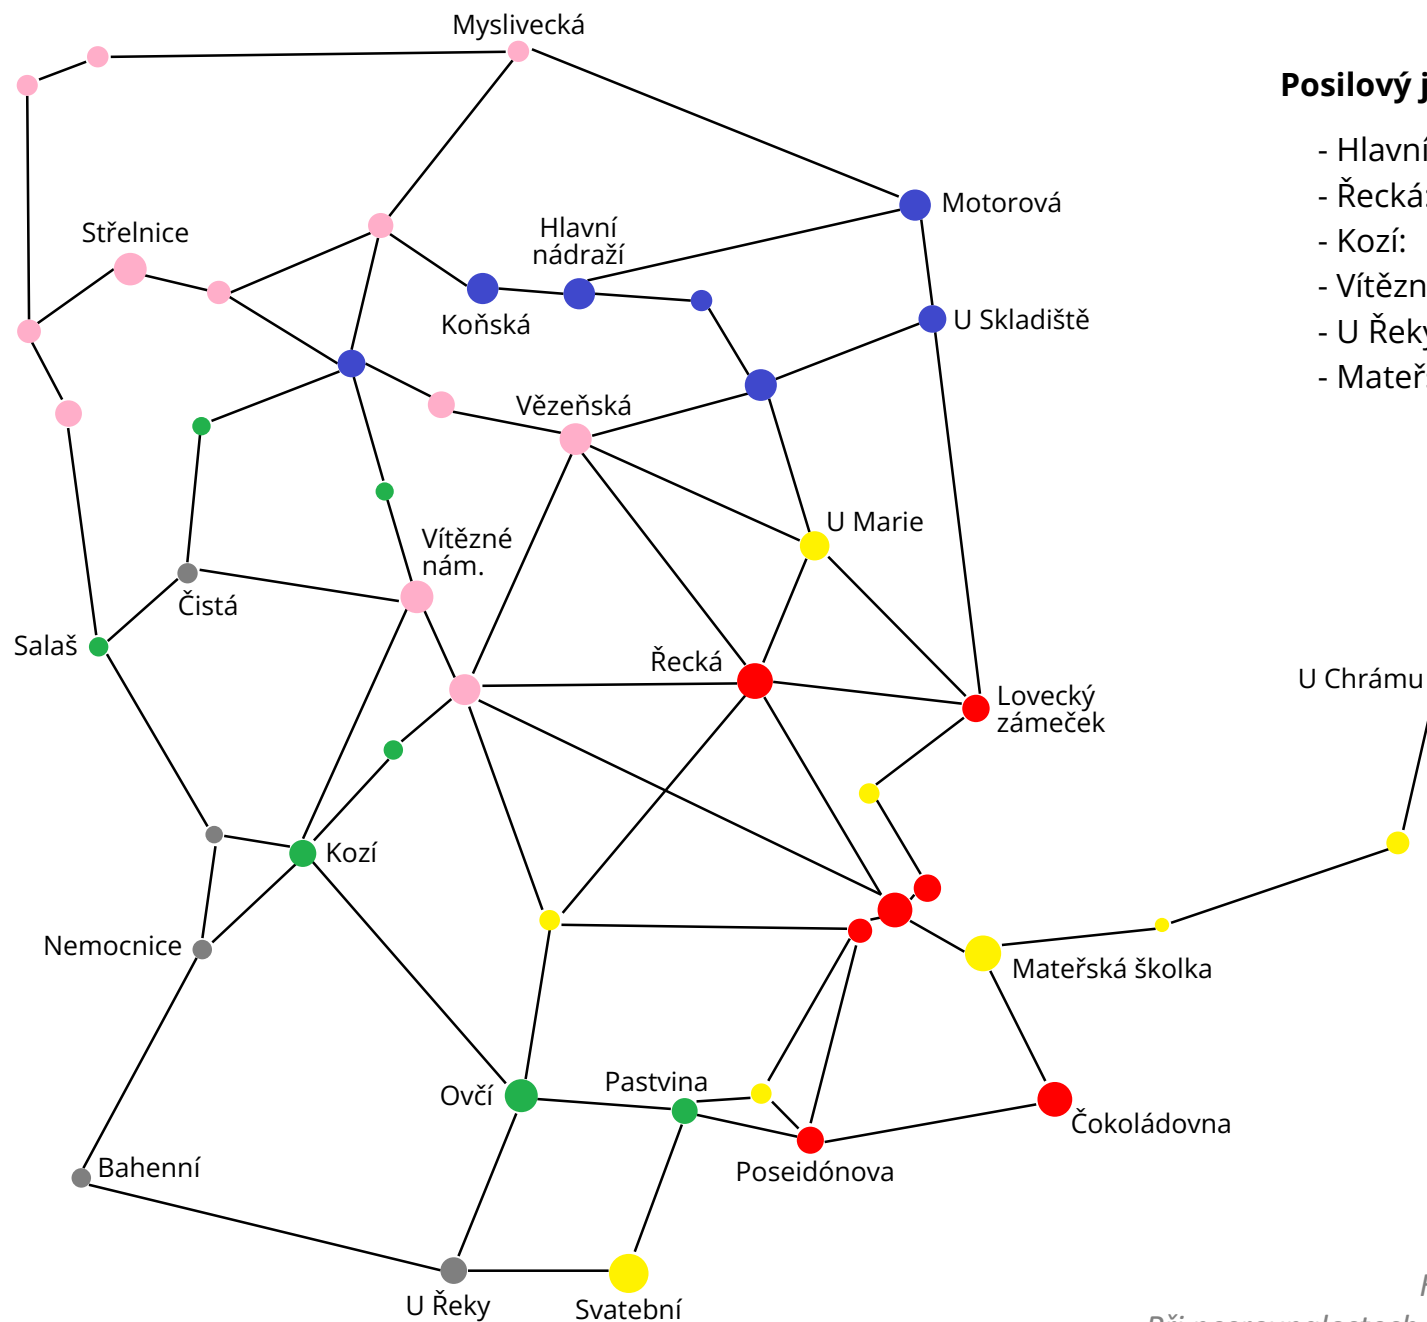 Myslivecká
Posilový j
- Hlavní
- Řecká:
- Kozí:
- Vítězn
- U Řeky
- Mateř
Motorová
Střelnice
Hlavní
nádraží
Koňská
U Skladiště
Vězeňská
U Marie
Vítězné
nám.
Čistá
Salaš
Řecká
U Chrámu
Lovecký
zámeček
Kozí
Nemocnice
Mateřská školka
Ovčí
Pastvina
Čokoládovna
Bahenní
Poseidónova
U Řeky
Svatební